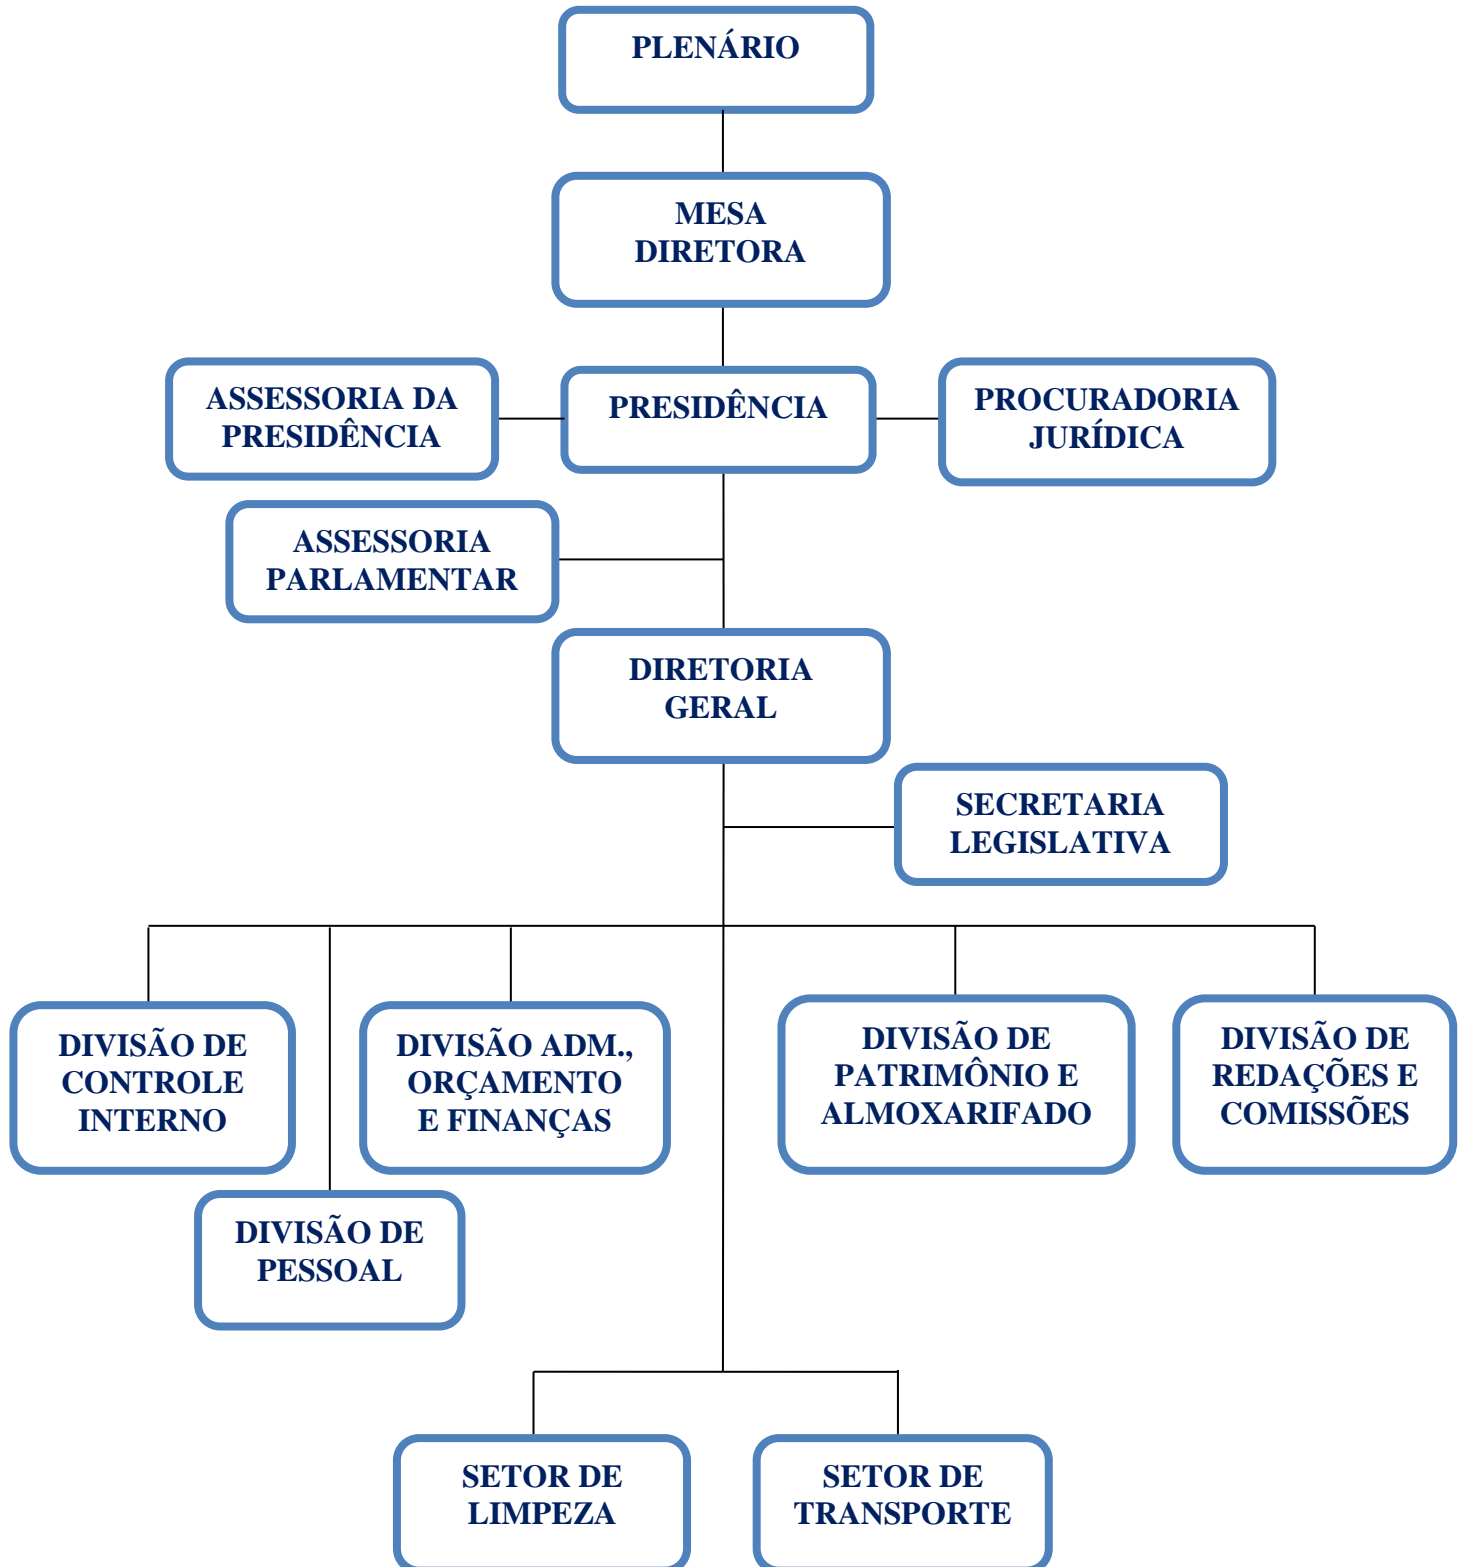 PLENÁRIO
MESA
DIRETORA
ASSESSORIA DA
PRESIDÊNCIA
PRESIDÊNCIA
PROCURADORIA
JURÍDICA
ASSESSORIA
PARLAMENTAR
DIRETORIA
GERAL
SECRETARIA
LEGISLATIVA
DIVISÃO DE
CONTROLE
INTERNO
DIVISÃO ADM.,
ORÇAMENTO
E FINANÇAS
DIVISÃO DE
PATRIMÔNIO E
ALMOXARIFADO
DIVISÃO DE
REDAÇÕES E
COMISSÕES
DIVISÃO DE
PESSOAL
SETOR DE
LIMPEZA
SETOR DE
TRANSPORTE